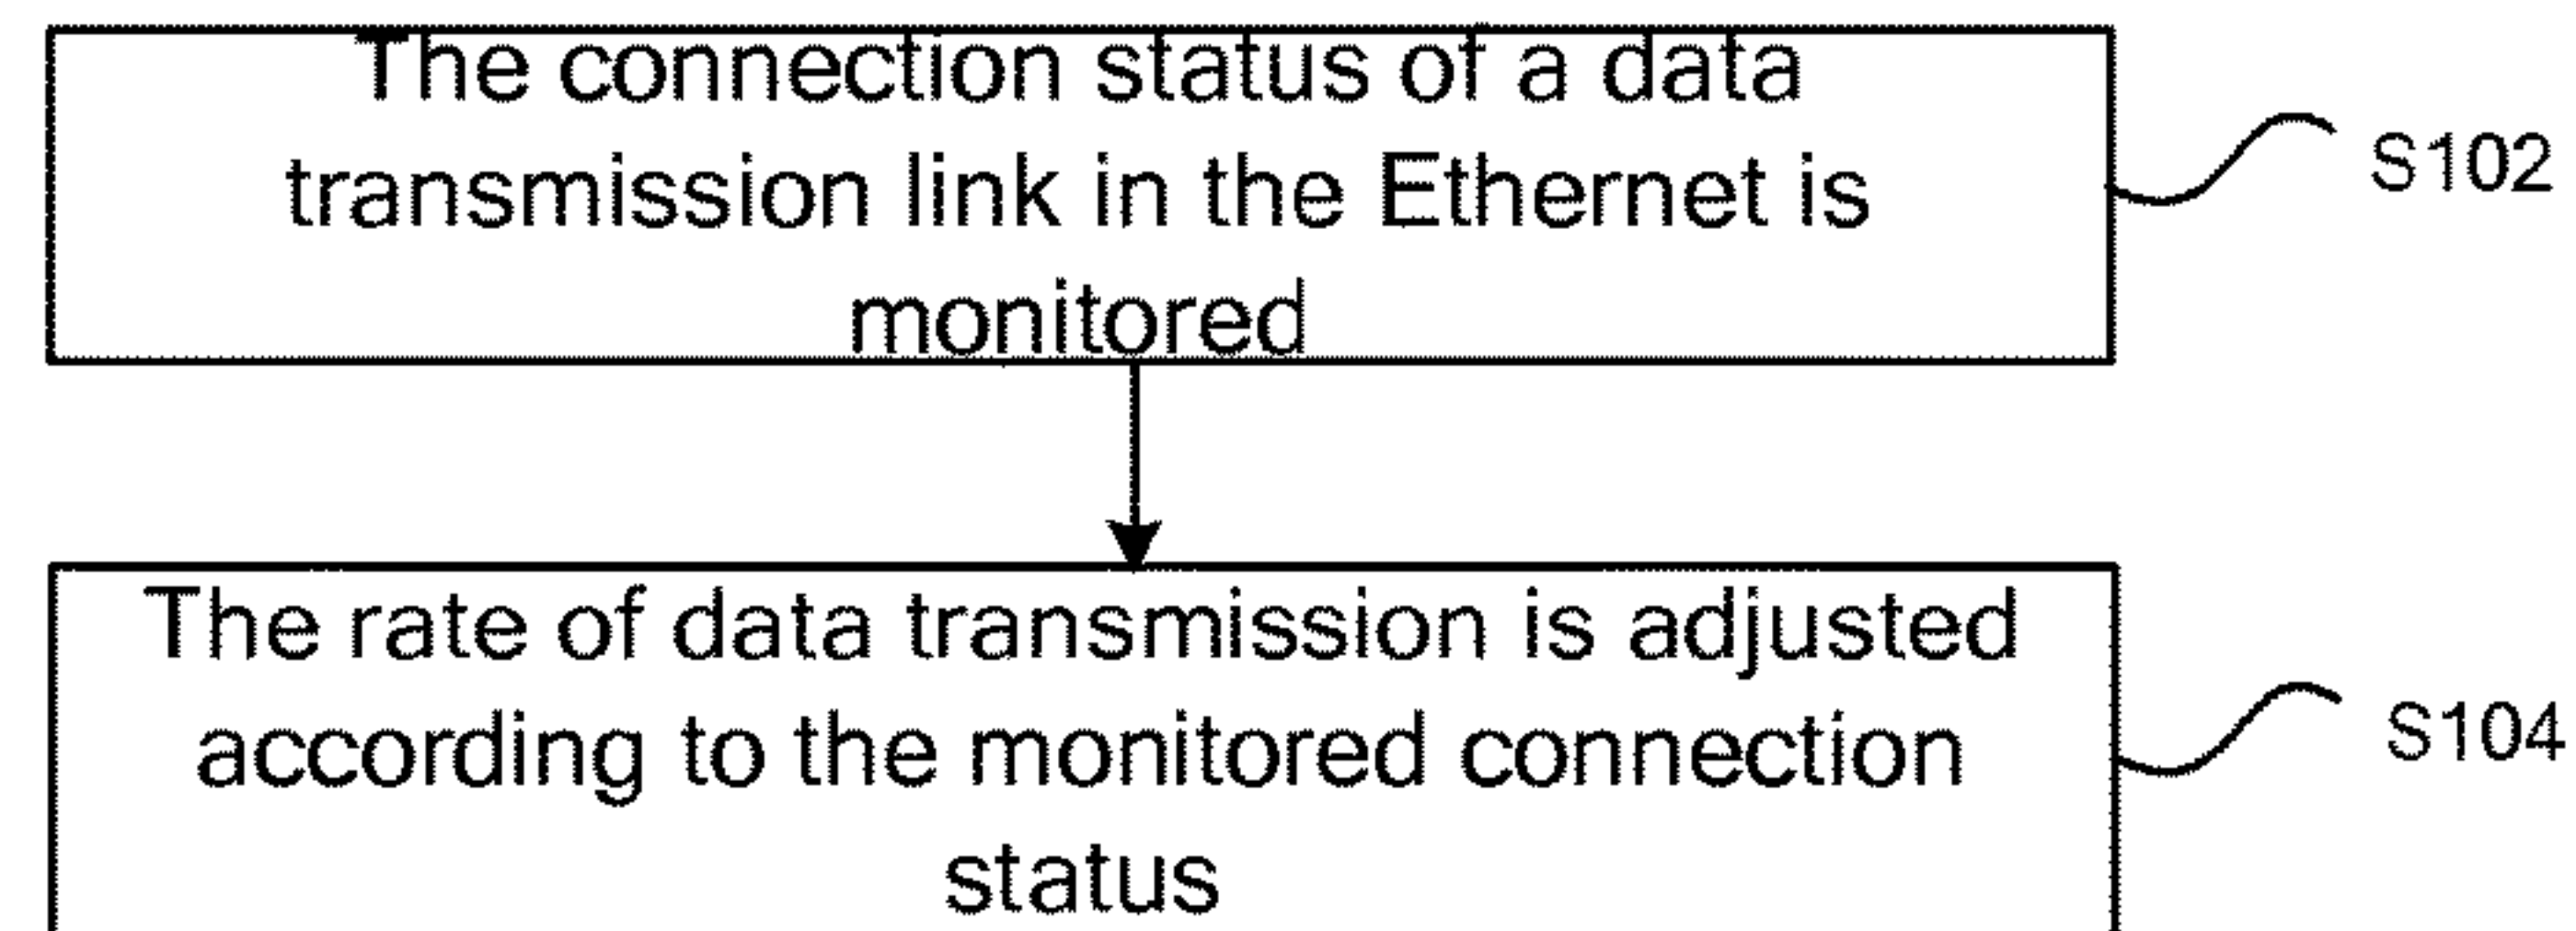 The connection status of a data
transmission link in the Ethernet is
monitored
S102
The rate of data transmission is adjusted
according to the monitored connection
status
S104